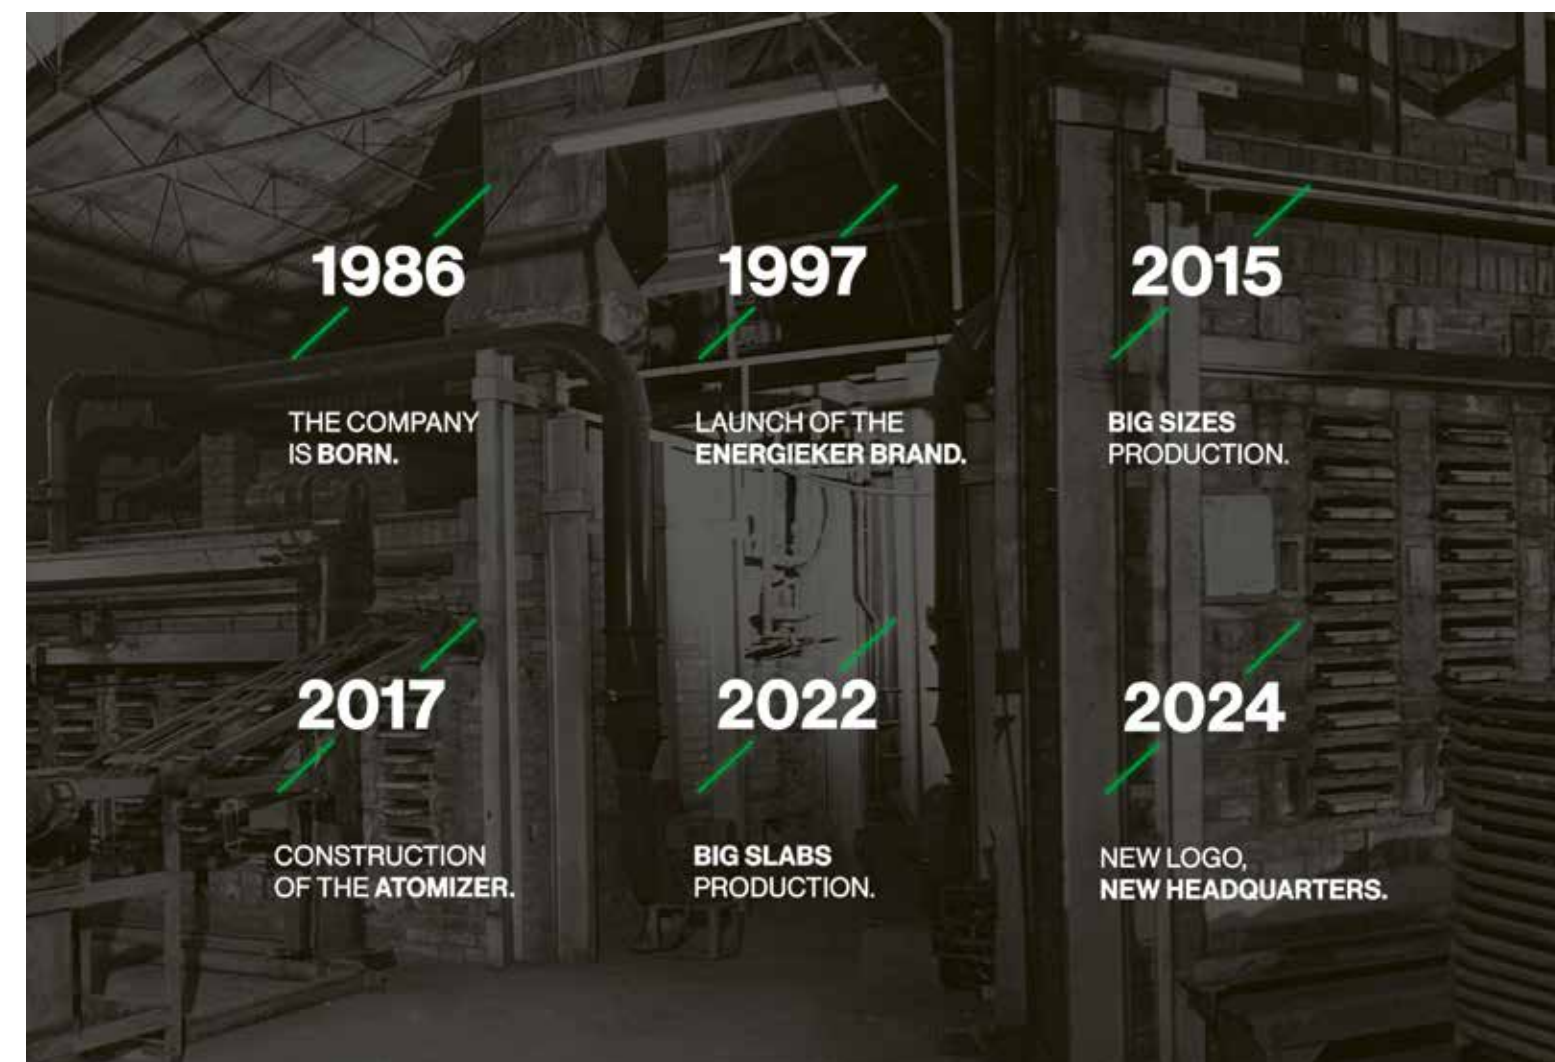 1986
THE COMPANY
IS BORN.
1997
LAUNCH OF THE
ENERGIEKER BRAND.
2015
BIG SIZES
PRODUCTION.
2017
CONSTRUCTION
OF THE ATOMIZER.
2022
BIG SLABS
PRODUCTION.
2024
NEW LOGO,
NEW HEADQUARTERS.